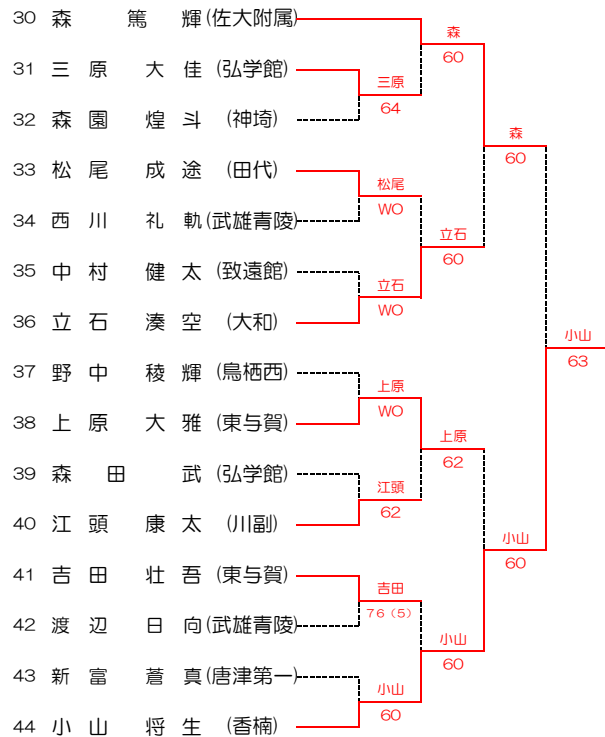 30 森 篤 輝 (佐大附属)
森
60
31 三 原 大 佳 (弘学館)
三原
64
32 森 園 煌 斗 (神埼)
森
60
33 松 尾 成 途 (田代)
松尾
WO
34 西 川 礼 軌 (武雄青陵)
立石
60
35 中 村 健 太 (致遠館)
立石
WO
36 立 石 湊 空 (大和)
小山
63
37 野 中 稜 輝 (鳥栖西)
上原
WO
38 上 原 大 雅 (東与賀)
上原
62
39 森 田 武 (弘学館)
江頭
62
40 江 頭 康 太 (川副)
小山
60
41 吉 田 壮 吾 (東与賀)
吉田
76(5)
42 渡 辺 日 向 (武雄青陵)
小山
60
43 新 富 蒼 真 (唐津第一)
小山
60
44 小 山 将 生 (香楠)